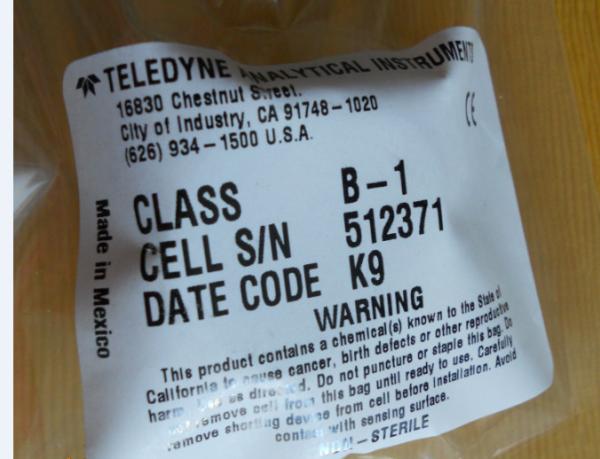 TELEDYNE ANALYTICAL INSTRUMENTS
16830 Chestnut Street.
City of Industry, CA 91748-1020
(626) 934-1500 U.S.A.
CE
Made in Mexico
CLASS B-1
CELL S/N 512371
DATE CODE K9
WARNING
This product contains a chemical(s) known to the State of
California to cause cancer, birth defects or other reproductive
harm. Use as directed. Do not puncture or staple this bag. Do
not remove cell from this bag until ready to use. Carefully
remove shorting device from cell before installation. Avoid
contact with sensing surface.
NON-STERILE